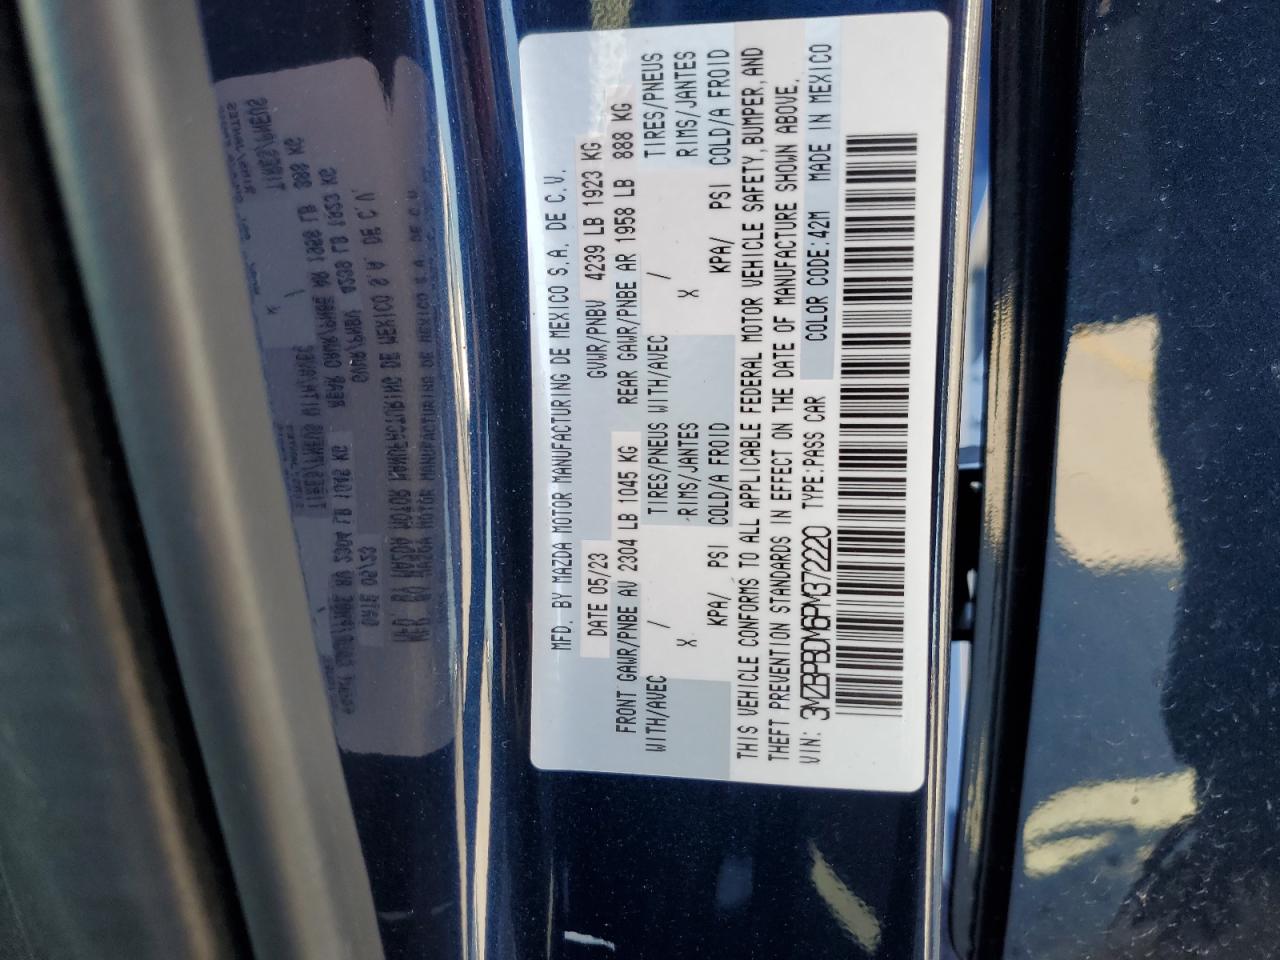 MFD. BY MAZDA MOTOR MANUFACTURING DE MEXICO S.A. DE C.V.
DATE 05/23 GVWR/PNBV 4239 LB 1923 KG
FRONT GAWR/PNBE AV 2304 LB 1045 KG REAR GAWR/PNBE AR 1958 LB 888 KG
WITH/AVEC / TIRES/PNEUS WITH/AVEC / TIRES/PNEUS
X RIMS/JANTES X RIMS/JANTES
KPA/ PSI COLD/A FROID KPA/ PSI COLD/A FROID
THIS VEHICLE CONFORMS TO ALL APPLICABLE FEDERAL MOTOR VEHICLE SAFETY, BUMPER, AND
THEFT PREVENTION STANDARDS IN EFFECT ON THE DATE OF MANUFACTURE SHOWN ABOVE.
VIN: 3MZBPBDM6PM372220 TYPE:PASS CAR COLOR CODE:42M MADE IN MEXICO